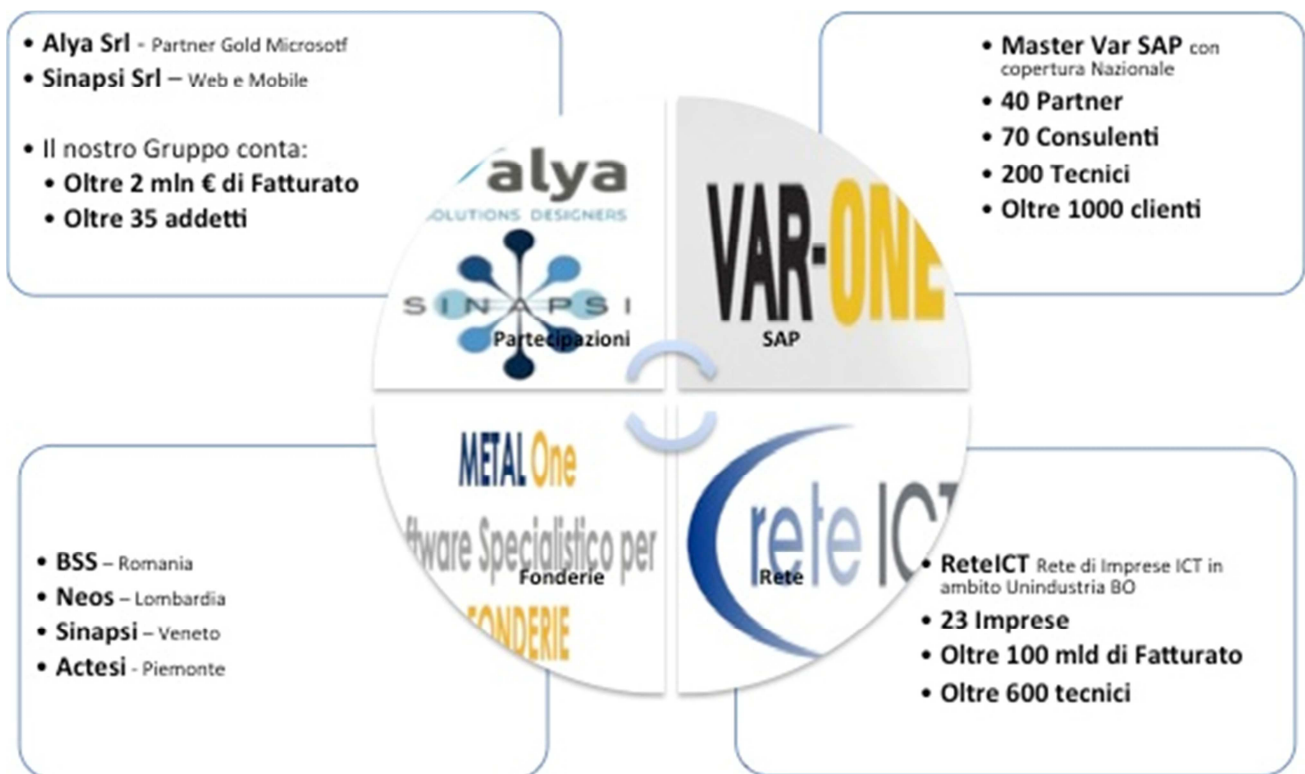 • Alya Srl - Partner Gold Microsotf
• Sinapsi Srl – Web e Mobile
• Il nostro Gruppo conta:
• Oltre 2 mln € di Fatturato
• Oltre 35 addetti
alya
SOLUTIONS DESIGNERS
SINAPSI
Partecipazioni
• Master Var SAP con
copertura Nazionale
• 40 Partner
• 70 Consulenti
• 200 Tecnici
• Oltre 1000 clienti
VAR-ONE
SAP
• BSS – Romania
• Neos – Lombardia
• Sinapsi – Veneto
• Actesi - Piemonte
METAL One
ftware Specialistico per
FONDERIE
Fonderie
rete ICT
Rete
• ReteICT Rete di Imprese ICT in
ambito Unindustria BO
• 23 Imprese
• Oltre 100 mld di Fatturato
• Oltre 600 tecnici